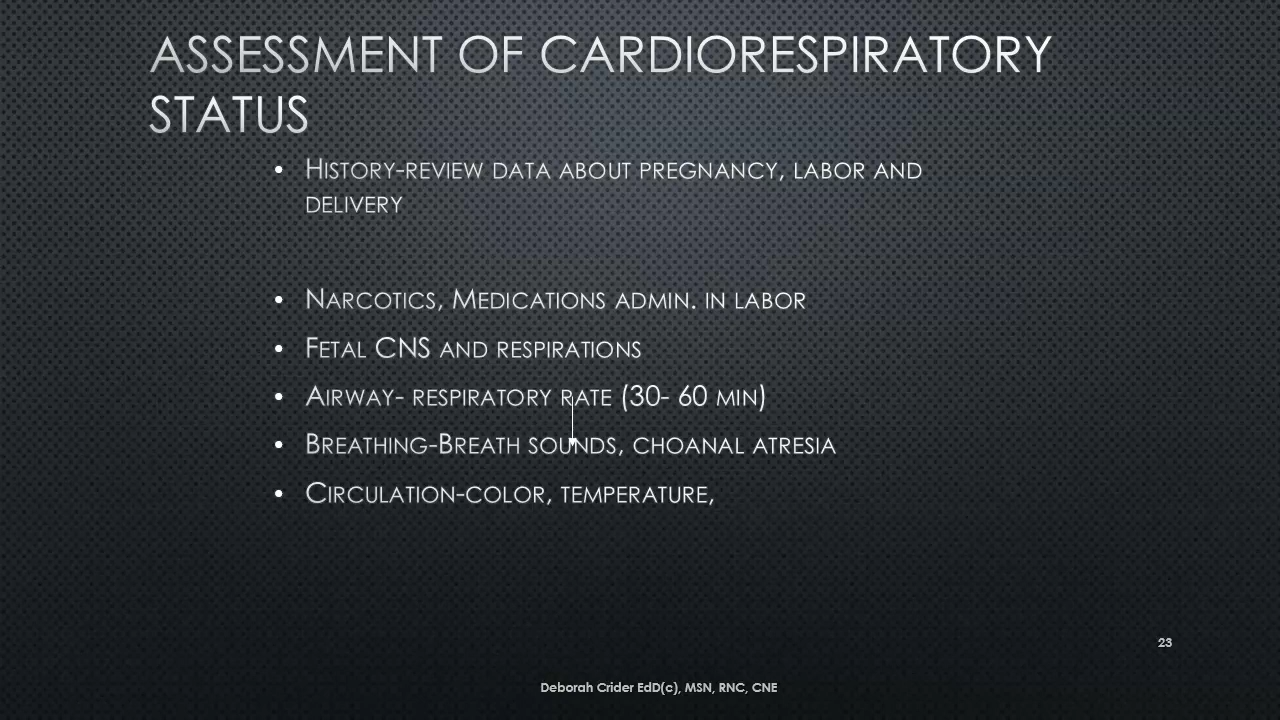 ASSESSMENT OF CARDIORESPIRATORY
STATUS
• HISTORY-REVIEW DATA ABOUT PREGNANCY, LABOR AND
DELIVERY
• NARCOTICS, MEDICATIONS ADMIN. IN LABOR
• FETAL CNS AND RESPIRATIONS
• AIRWAY- RESPIRATORY RATE (30- 60 MIN)
• BREATHING-BREATH SOUNDS, CHOANAL ATRESIA
• CIRCULATION-COLOR, TEMPERATURE,
23
Deborah Crider EdD(c), MSN, RNC, CNE